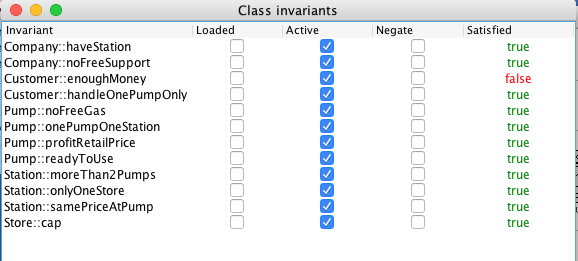 Class invariants
Invariant Loaded Active Negate Satisfied
Company::haveStation true
Company::noFreeSupport true
Customer::enoughMoney false
Customer::handleOnePumpOnly true
Pump::noFreeGas true
Pump::onePumpOneStation true
Pump::profitRetailPrice true
Pump::readyToUse true
Station::moreThan2Pumps true
Station::onlyOneStore true
Station::samePriceAtPump true
Store::cap true